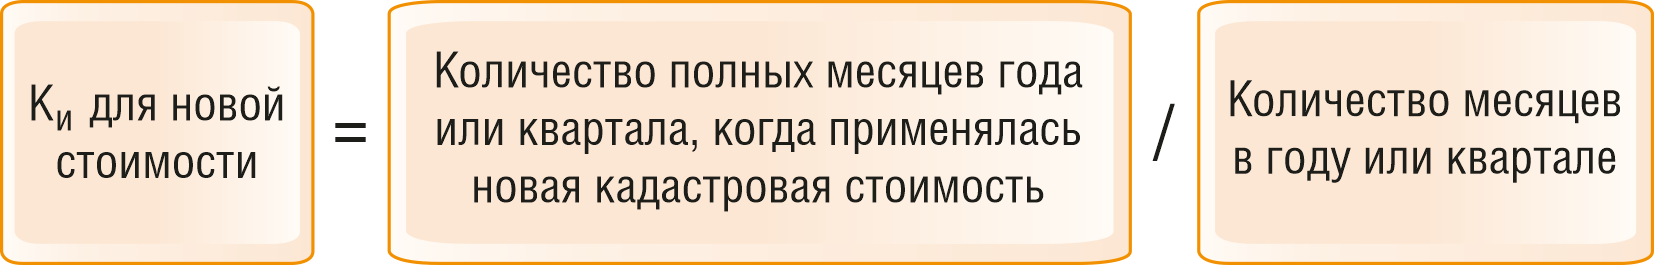 Kи для новой
стоимости
=
Количество полных месяцев года
или квартала, когда применялась
новая кадастровая стоимость
/
Количество месяцев
в году или квартале